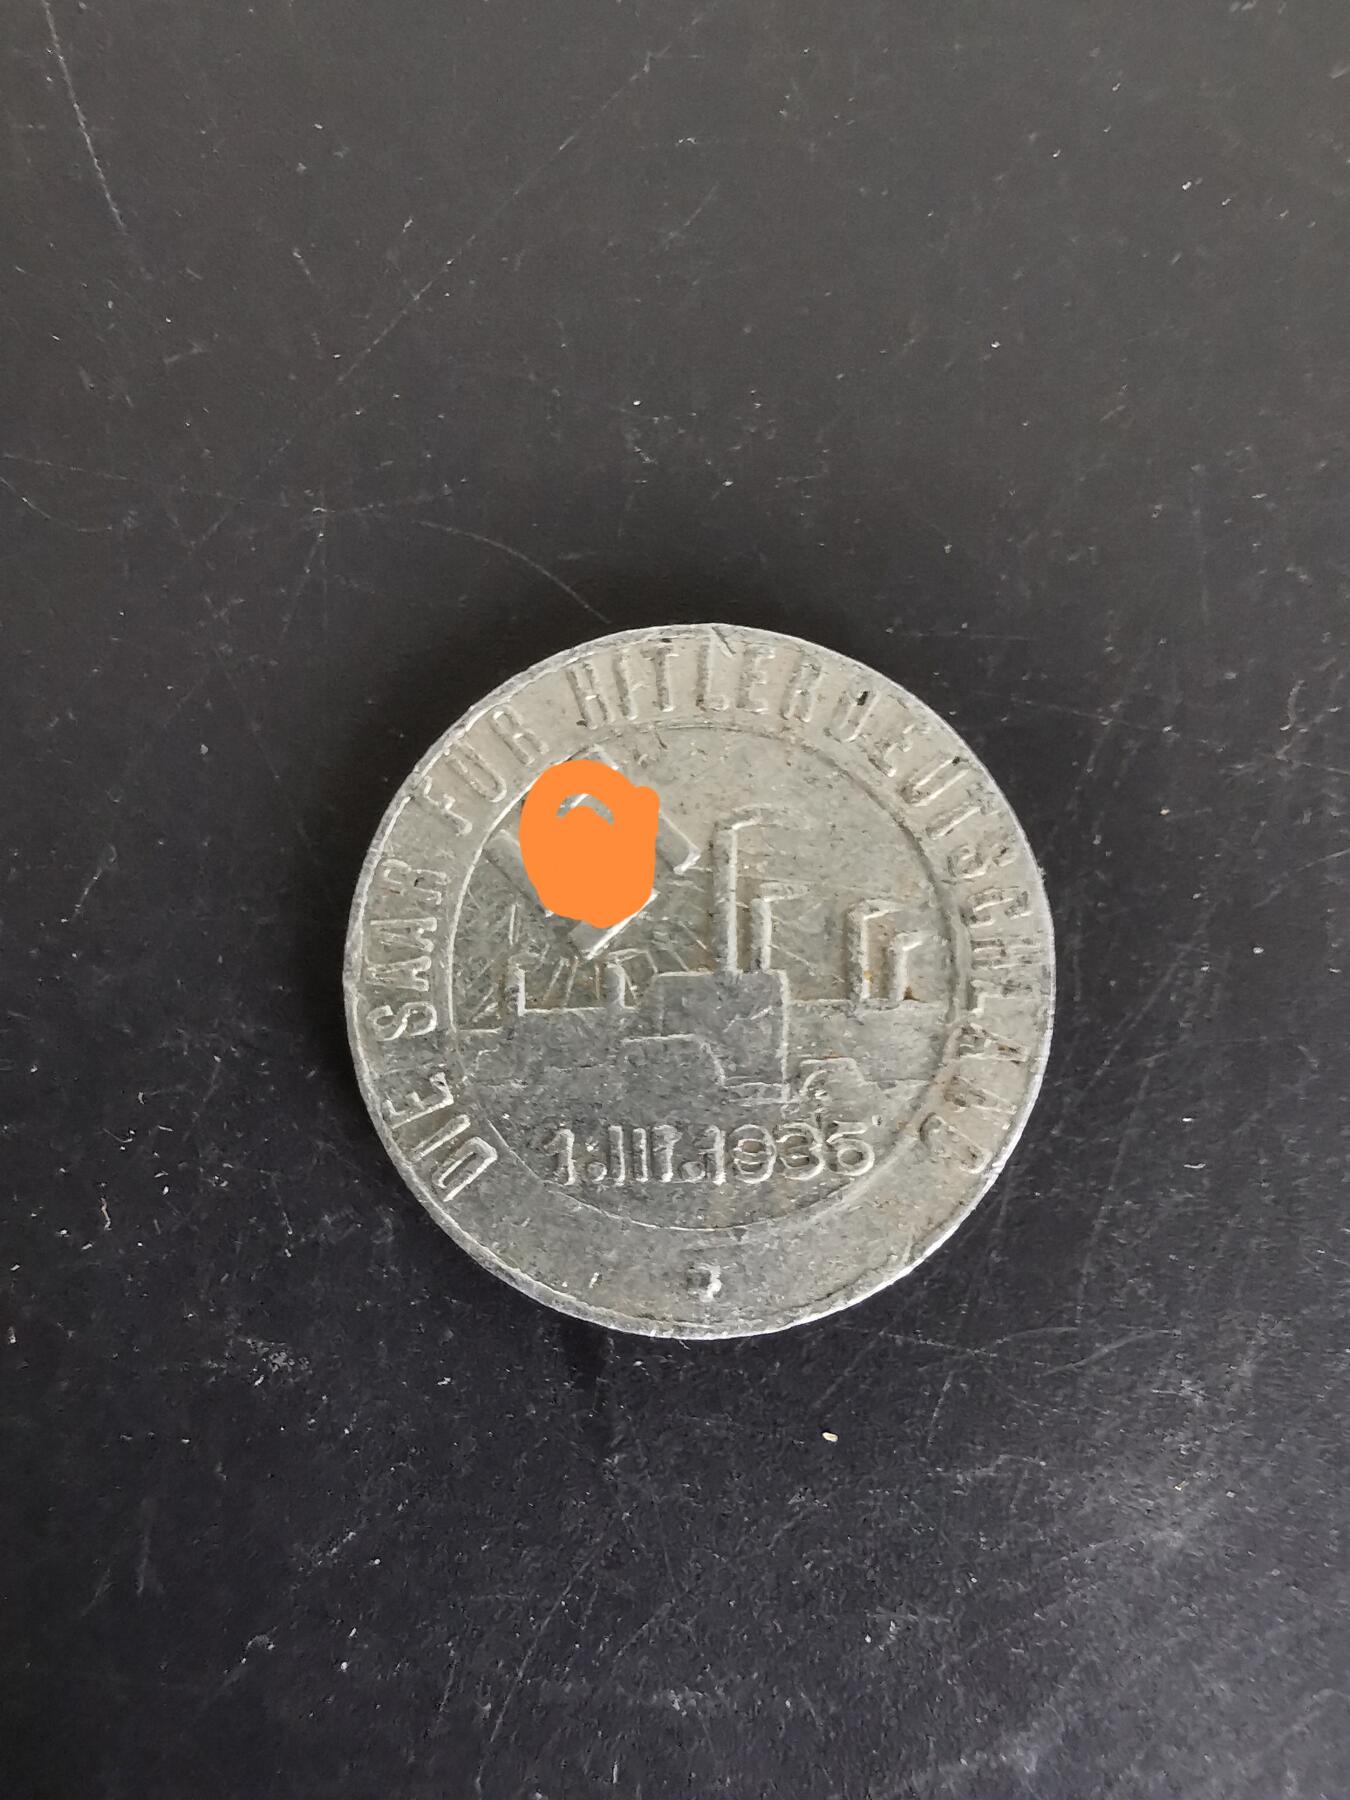 DIE SAAR FÜR HITLERDEUTSCHLAND
1.III.1935